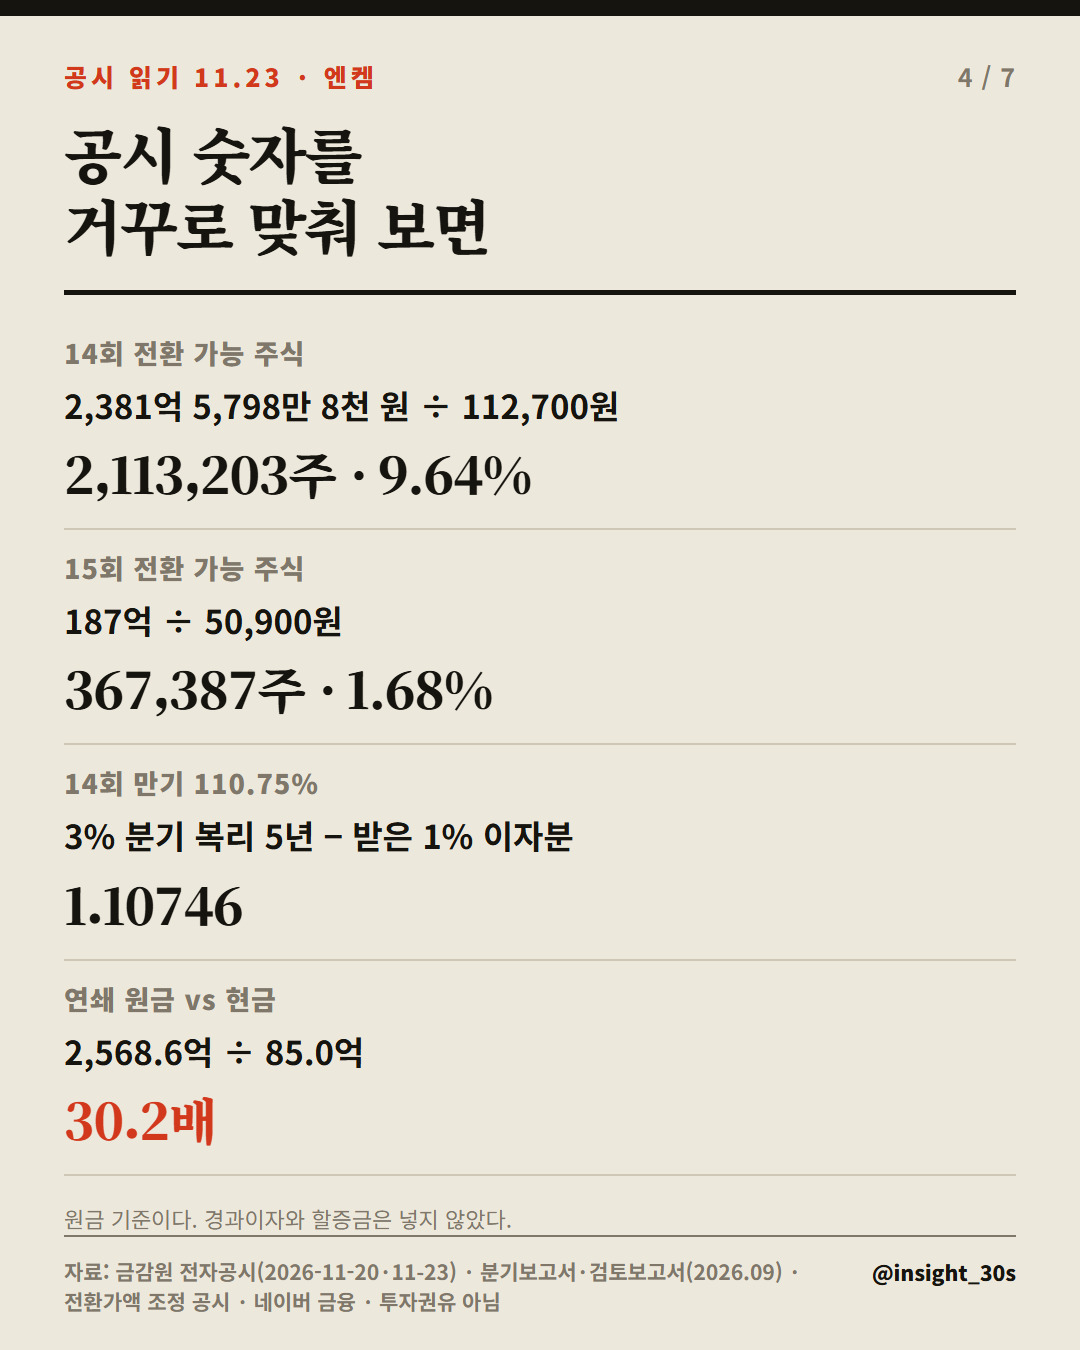 공시 읽기 11.23 · 엔켐
4 / 7
공시 숫자를
거꾸로 맞춰 보면
14회 전환 가능 주식
2,381억 5,798만 8천 원 ÷ 112,700원
2,113,203주 · 9.64%
15회 전환 가능 주식
187억 ÷ 50,900원
367,387주 · 1.68%
14회 만기 110.75%
3% 분기 복리 5년 − 받은 1% 이자분
1.10746
연쇄 원금 vs 현금
2,568.6억 ÷ 85.0억
30.2배
원금 기준이다. 경과이자와 할증금은 넣지 않았다.
자료: 금감원 전자공시(2026-11-20·11-23) · 분기보고서·검토보고서(2026.09) ·
전환가액 조정 공시 · 네이버 금융 · 투자권유 아님
@insight_30s